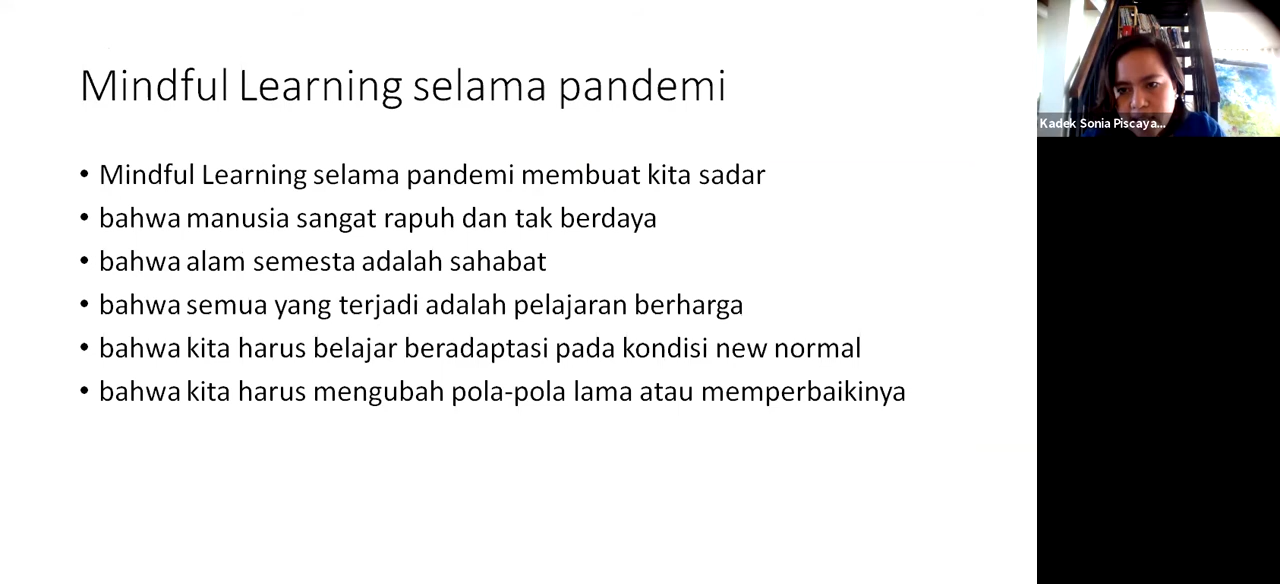 Mindful Learning selama pandemi
• Mindful Learning selama pandemi membuat kita sadar
• bahwa manusia sangat rapuh dan tak berdaya
• bahwa alam semesta adalah sahabat
• bahwa semua yang terjadi adalah pelajaran berharga
• bahwa kita harus belajar beradaptasi pada kondisi new normal
• bahwa kita harus mengubah pola-pola lama atau memperbaikinya
Kadek Sonia Piscaya...